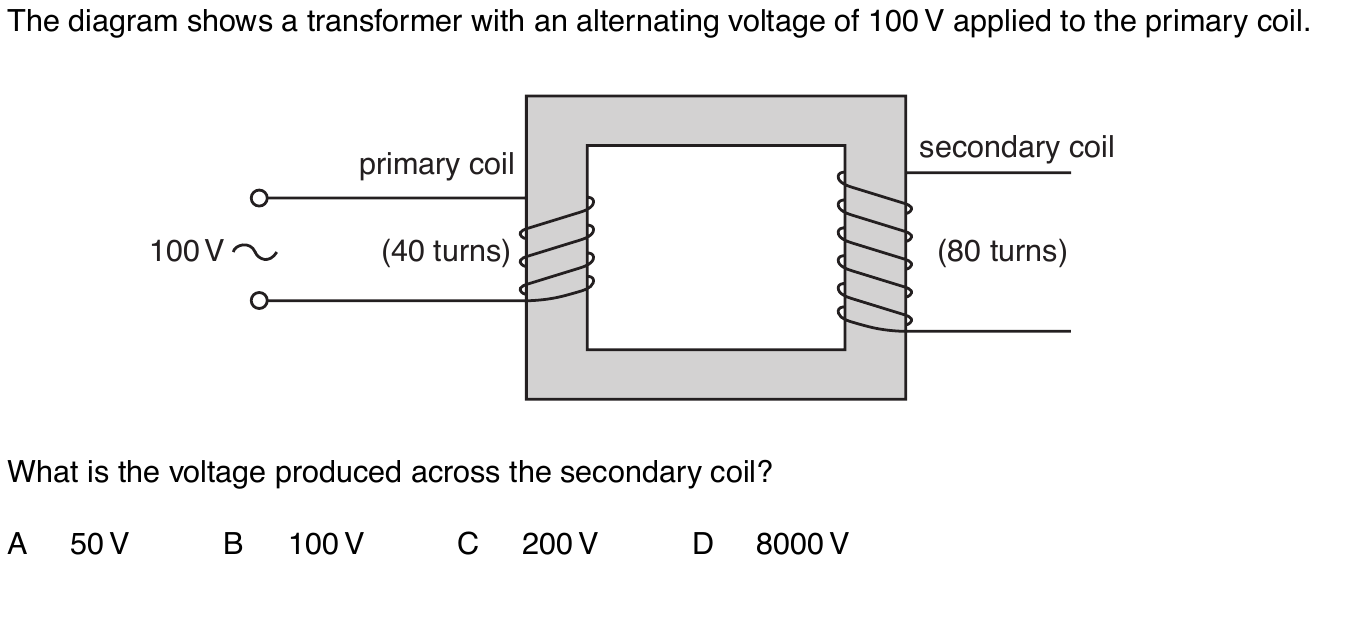 The diagram shows a transformer with an alternating voltage of 100 V applied to the primary coil.
primary coil
secondary coil
100 V
(40 turns)
(80 turns)
What is the voltage produced across the secondary coil?
A 50 V B 100 V C 200 V D 8000 V